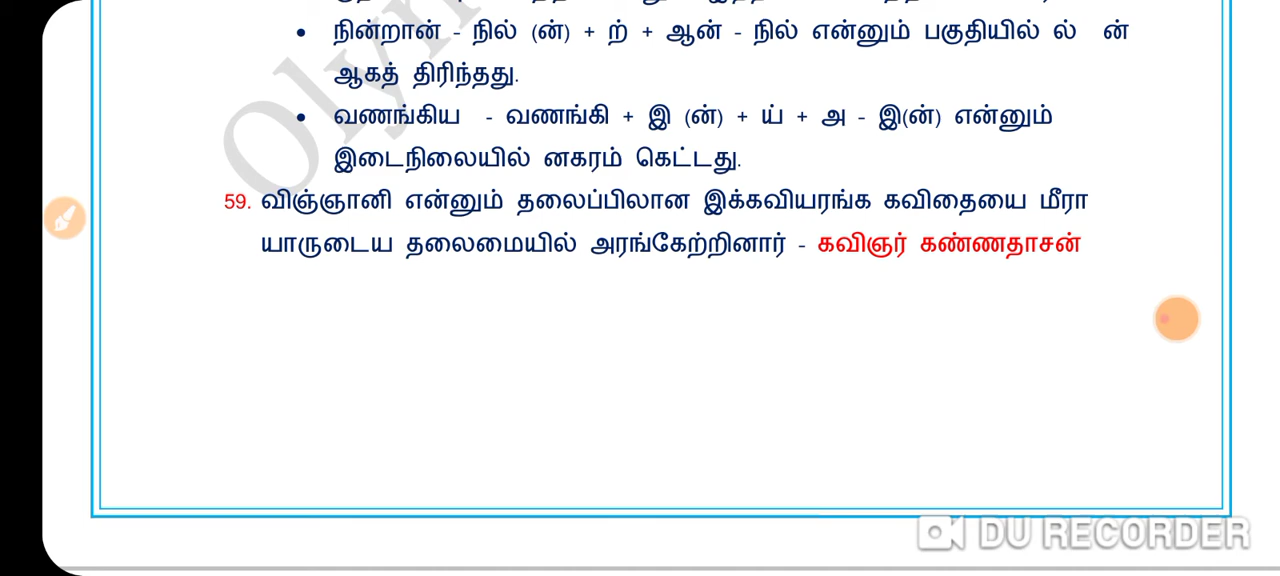 நின்றான் - நில் (ன்) + ற் + ஆன் - நில் என்னும் பகுதியில் ல் ன்
ஆகத் திரிந்தது.
வணங்கிய - வணங்கி + இ (ன்) + ய் + அ - இ(ன்) என்னும்
இடைநிலையில் னகரம் கெட்டது.
59. விஞ்ஞானி என்னும் தலைப்பிலான இக்கவியரங்க கவிதையை மீரா
யாருடைய தலைமையில் அரங்கேற்றினார் - கவிஞர் கண்ணதாசன்
DU RECORDER